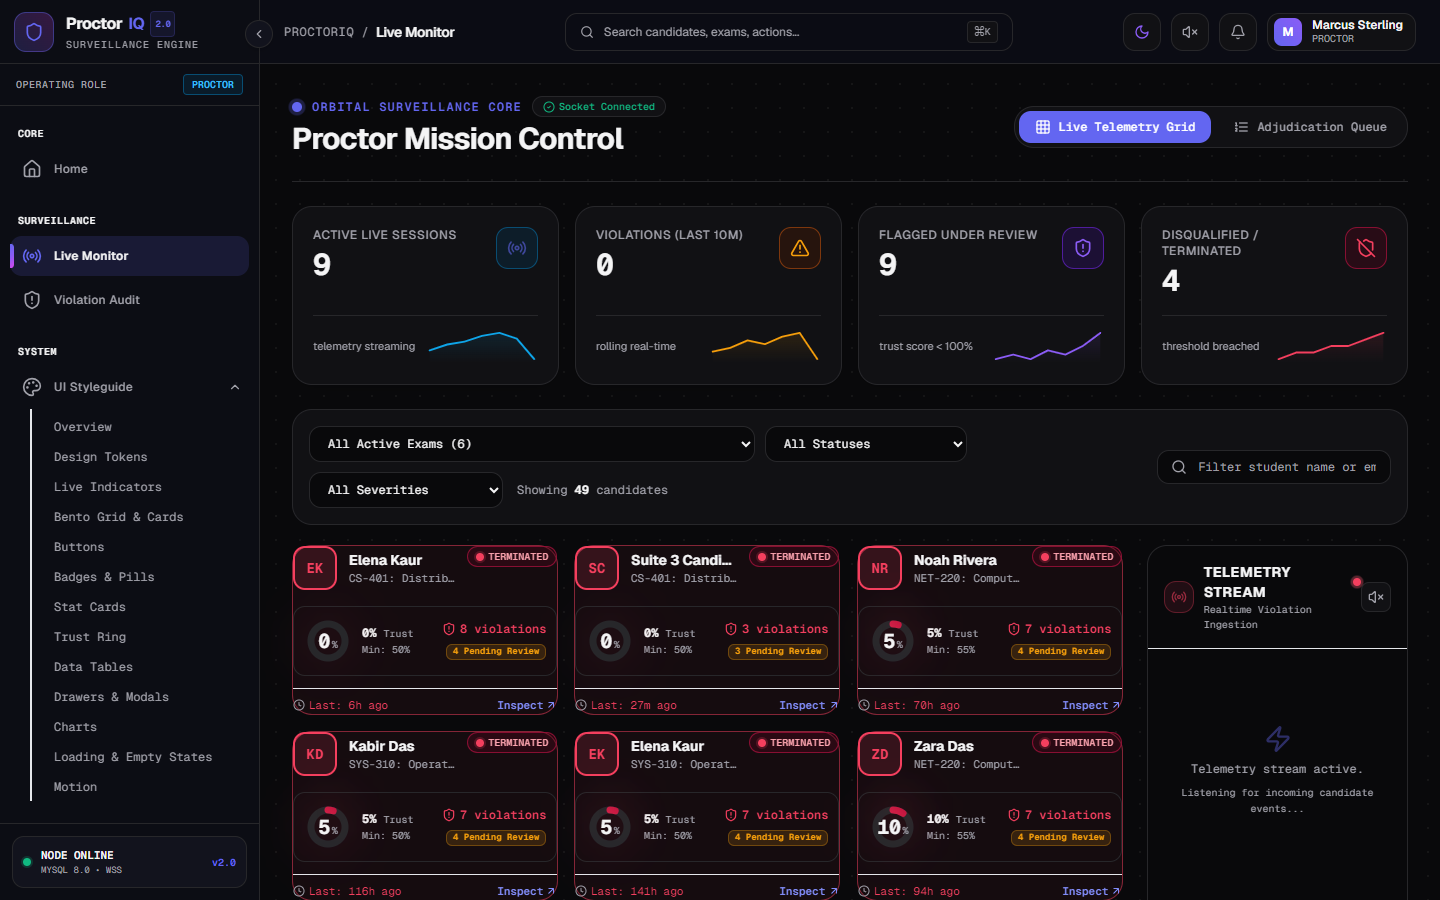 Proctor IQ 2.0
SURVEILLANCE ENGINE
OPERATING ROLE
PROCTOR
CORE
Home
SURVEILLANCE
Live Monitor
Violation Audit
SYSTEM
UI Styleguide
Overview
Design Tokens
Live Indicators
Bento Grid & Cards
Buttons
Badges & Pills
Stat Cards
Trust Ring
Data Tables
Drawers & Modals
Charts
Loading & Empty States
Motion
NODE ONLINE
MYSQL 8.0 • WSS
v2.0
PROCTORIQ / Live Monitor
Search candidates, exams, actions...
⌘K
M
Marcus Sterling
PROCTOR
ORBITAL SURVEILLANCE CORE
Socket Connected
Proctor Mission Control
Live Telemetry Grid
Adjudication Queue
ACTIVE LIVE SESSIONS
9
telemetry streaming
VIOLATIONS (LAST 10M)
0
rolling real-time
FLAGGED UNDER REVIEW
9
trust score < 100%
DISQUALIFIED /
TERMINATED
4
threshold breached
All Active Exams (6)
All Statuses
All Severities
Showing 49 candidates
Filter student name or em
EK
Elena Kaur
TERMINATED
CS-401: Distrib…
0%
0% Trust
Min: 50%
8 violations
4 Pending Review
Last: 6h ago
Inspect
SC
Suite 3 Candi…
TERMINATED
CS-401: Distrib…
0%
0% Trust
Min: 50%
3 violations
3 Pending Review
Last: 27m ago
Inspect
NR
Noah Rivera
TERMINATED
NET-220: Comput…
5%
5% Trust
Min: 55%
7 violations
4 Pending Review
Last: 70h ago
Inspect
KD
Kabir Das
TERMINATED
SYS-310: Operat…
5%
5% Trust
Min: 50%
7 violations
4 Pending Review
Last: 116h ago
Inspect
EK
Elena Kaur
TERMINATED
SYS-310: Operat…
5%
5% Trust
Min: 50%
7 violations
4 Pending Review
Last: 141h ago
Inspect
ZD
Zara Das
TERMINATED
NET-220: Comput…
10%
10% Trust
Min: 55%
7 violations
4 Pending Review
Last: 94h ago
Inspect
TELEMETRY
STREAM
Realtime Violation
Ingestion
Telemetry stream active.
Listening for incoming candidate
events...